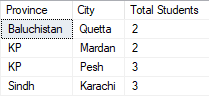 Province City Total Students
Baluchistan Quetta 2
KP Mardan 2
KP Pesh 3
Sindh Karachi 3